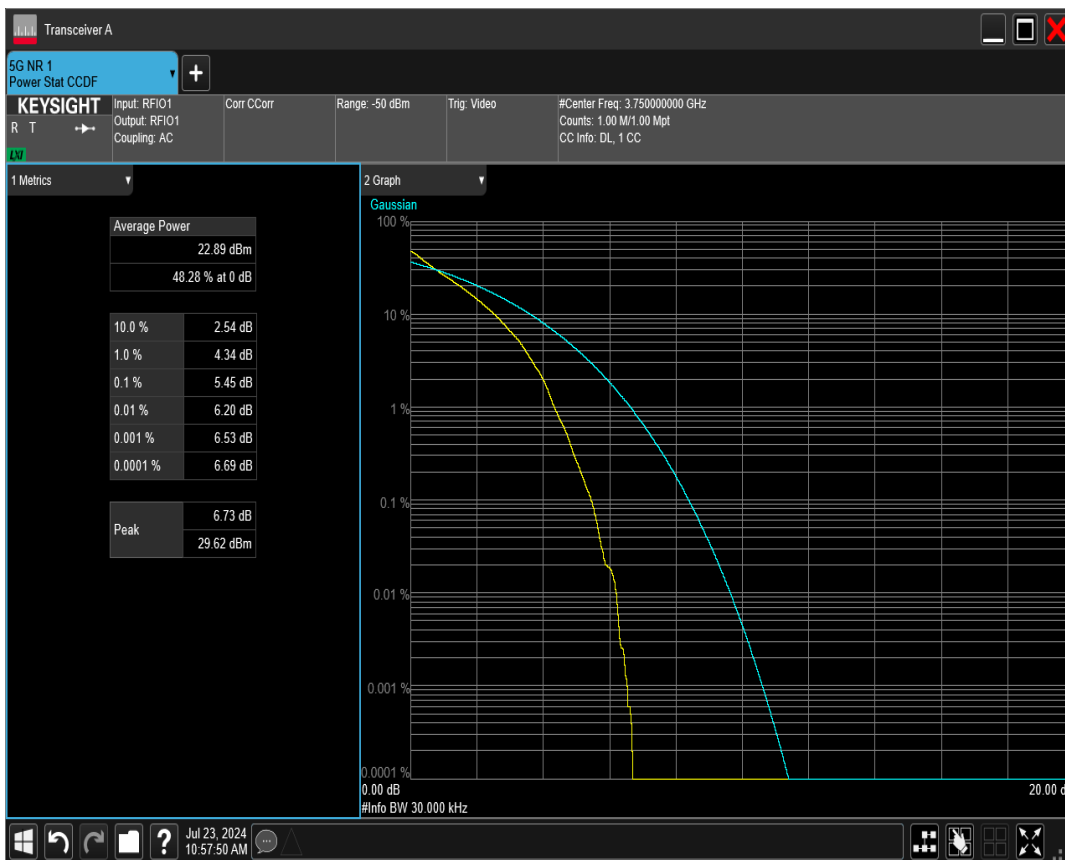 Transceiver A
5G NR 1
Power Stat CCDF
KEYSIGHT
R T
LXI
Input: RFIO1
Output: RFIO1
Coupling: AC
Corr CCorr
Range: -50 dBm
Trig: Video
#Center Freq: 3.750000000 GHz
Counts: 1.00 M/1.00 Mpt
CC Info: DL, 1 CC
1 Metrics
Average Power
22.89 dBm
48.28 % at 0 dB
10.0 % 2.54 dB
1.0 % 4.34 dB
0.1 % 5.45 dB
0.01 % 6.20 dB
0.001 % 6.53 dB
0.0001 % 6.69 dB
Peak 6.73 dB
29.62 dBm
2 Graph
Gaussian
100 %
10 %
1 %
0.1 %
0.01 %
0.001 %
0.0001 %
0.00 dB 20.00 d
#Info BW 30.000 kHz
?
Jul 23, 2024
10:57:50 AM